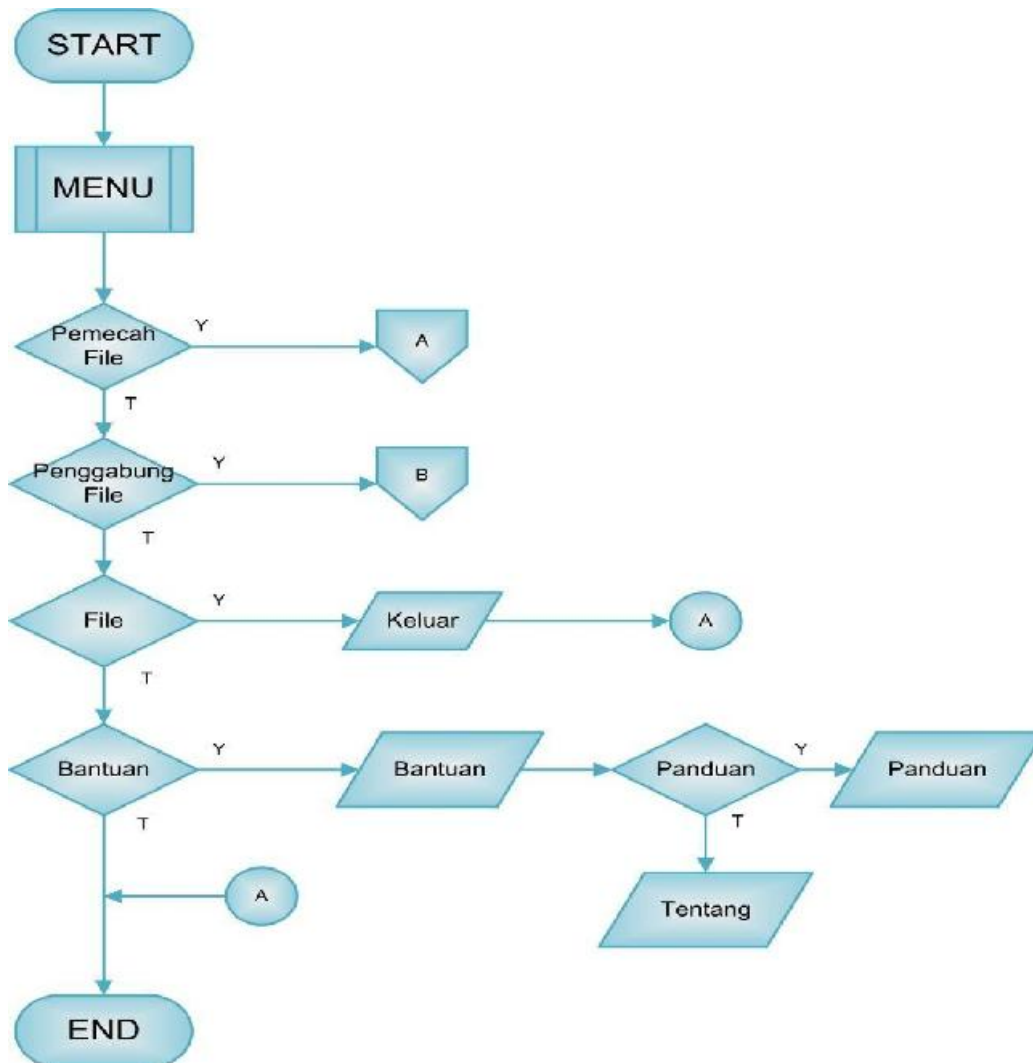 START
MENU
Pemecah
File
Y
A
T
Penggabung
File
Y
B
T
File
Y
Keluar
A
T
Bantuan
Y
Bantuan
Panduan
Y
Panduan
T
T
A
Tentang
END